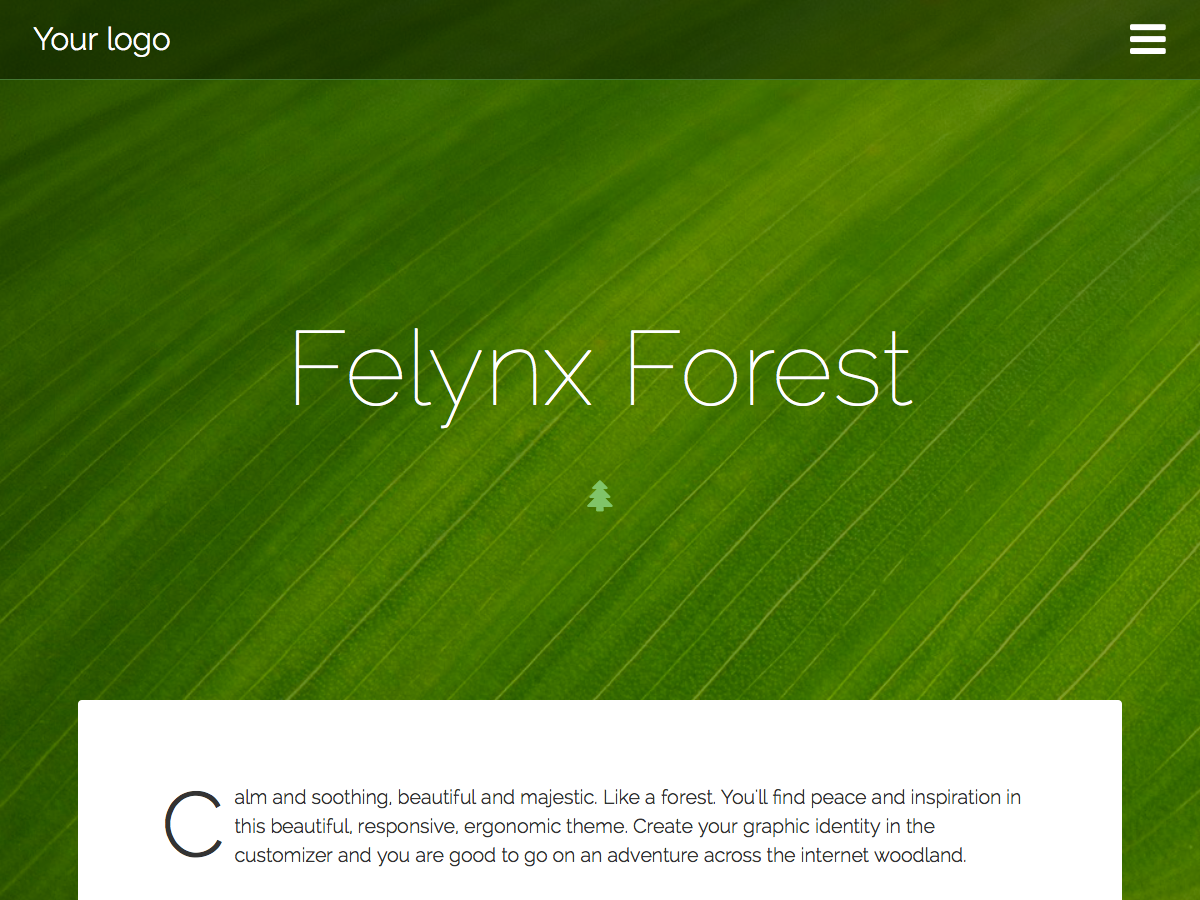 Your logo
Felynx Forest
Calm and soothing, beautiful and majestic. Like a forest. You'll find peace and inspiration in
this beautiful, responsive, ergonomic theme. Create your graphic identity in the
customizer and you are good to go on an adventure across the internet woodland.